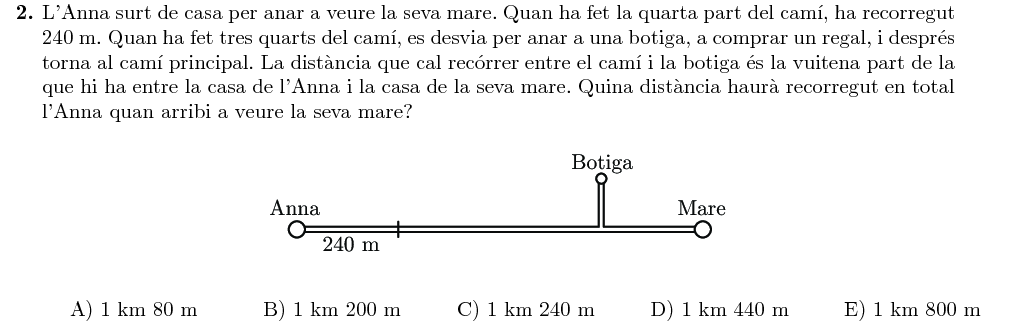 2. L'Anna surt de casa per anar a veure la seva mare. Quan ha fet la quarta part del camí, ha recorregut
240 m. Quan ha fet tres quarts del camí, es desvia per anar a una botiga, a comprar un regal, i després
torna al camí principal. La distància que cal recórrer entre el camí i la botiga és la vuitena part de la
que hi ha entre la casa de l'Anna i la casa de la seva mare. Quina distància haurà recorregut en total
l'Anna quan arribi a veure la seva mare?
Botiga
Anna
Mare
240 m
A) 1 km 80 m B) 1 km 200 m C) 1 km 240 m D) 1 km 440 m E) 1 km 800 m